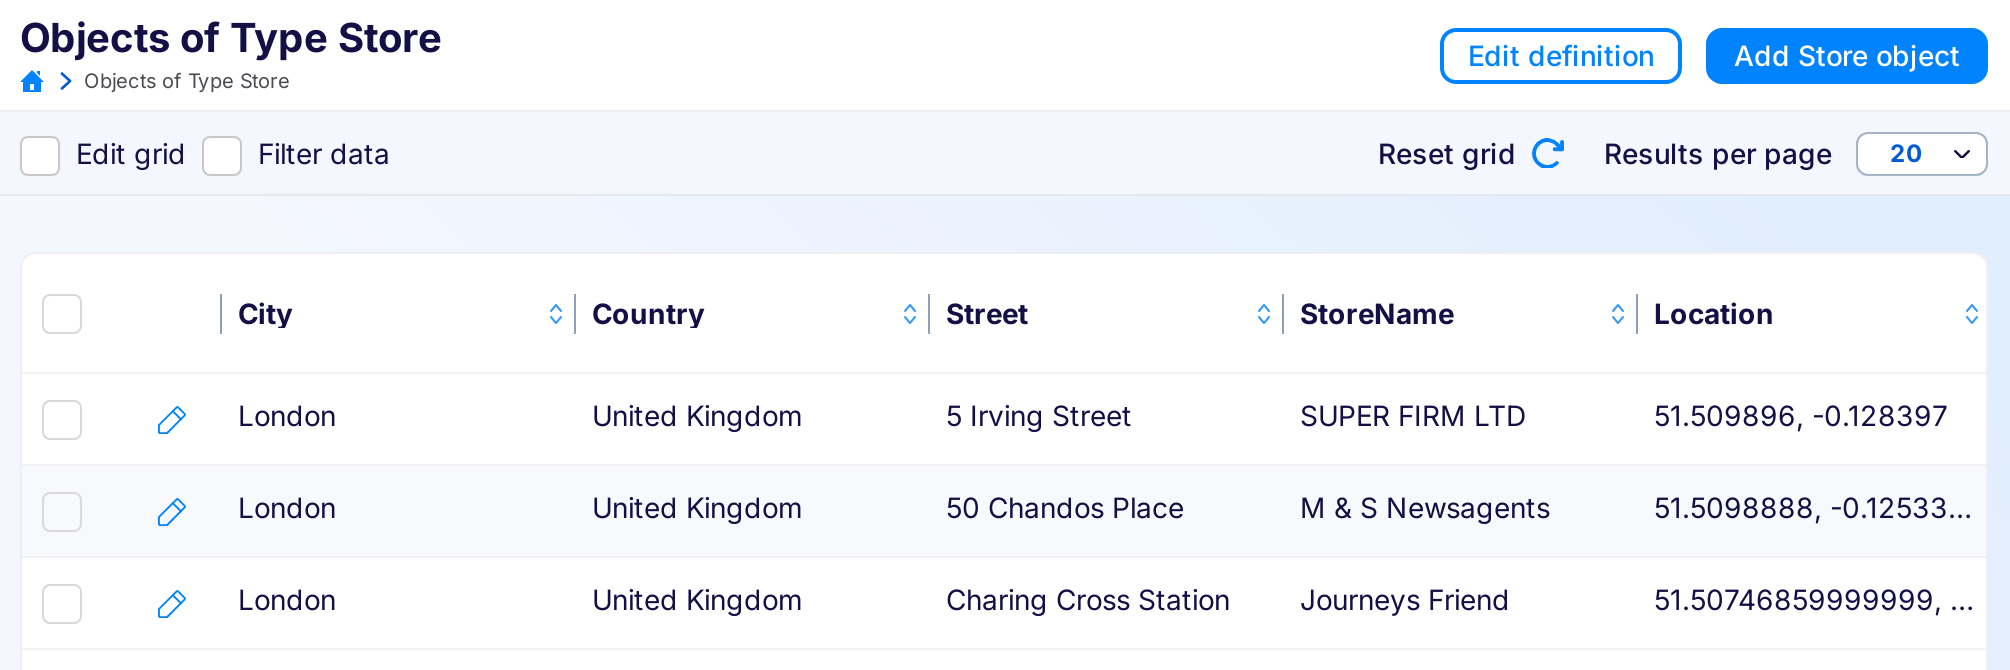 Objects of Type Store
Objects of Type Store
Edit definition
Add Store object
Edit grid
Filter data
Reset grid
Results per page
20
City Country Street StoreName Location
London United Kingdom 5 Irving Street SUPER FIRM LTD 51.509896, -0.128397
London United Kingdom 50 Chandos Place M & S Newsagents 51.5098888, -0.12533...
London United Kingdom Charing Cross Station Journeys Friend 51.50746859999999, ...